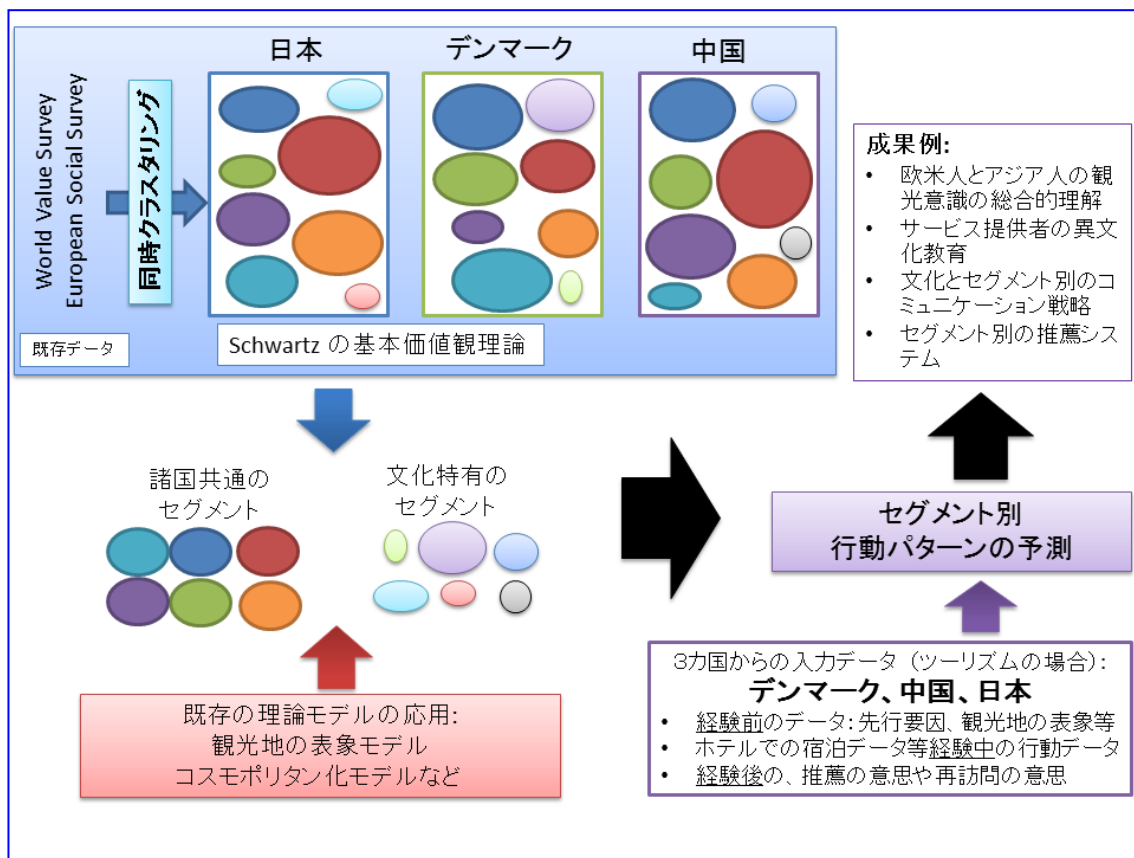 World Value Survey
European Social Survey
同時クラスタリング
日本
デンマーク
中国
既存データ
Schwartz の基本価値観理論
成果例:
• 欧米人とアジア人の観
光意識の総合的理解
• サービス提供者の異文
化教育
• 文化とセグメント別のコ
ミュニケーション戦略
• セグメント別の推薦シス
テム
諸国共通の
セグメント
文化特有の
セグメント
セグメント別
行動パターンの予測
既存の理論モデルの応用:
観光地の表象モデル
コスモポリタン化モデルなど
3カ国からの入力データ (ツーリズムの場合):
デンマーク、中国、日本
• 経験前のデータ: 先行要因、観光地の表象等
• ホテルでの宿泊データ等経験中の行動データ
• 経験後の、推薦の意思や再訪問の意思